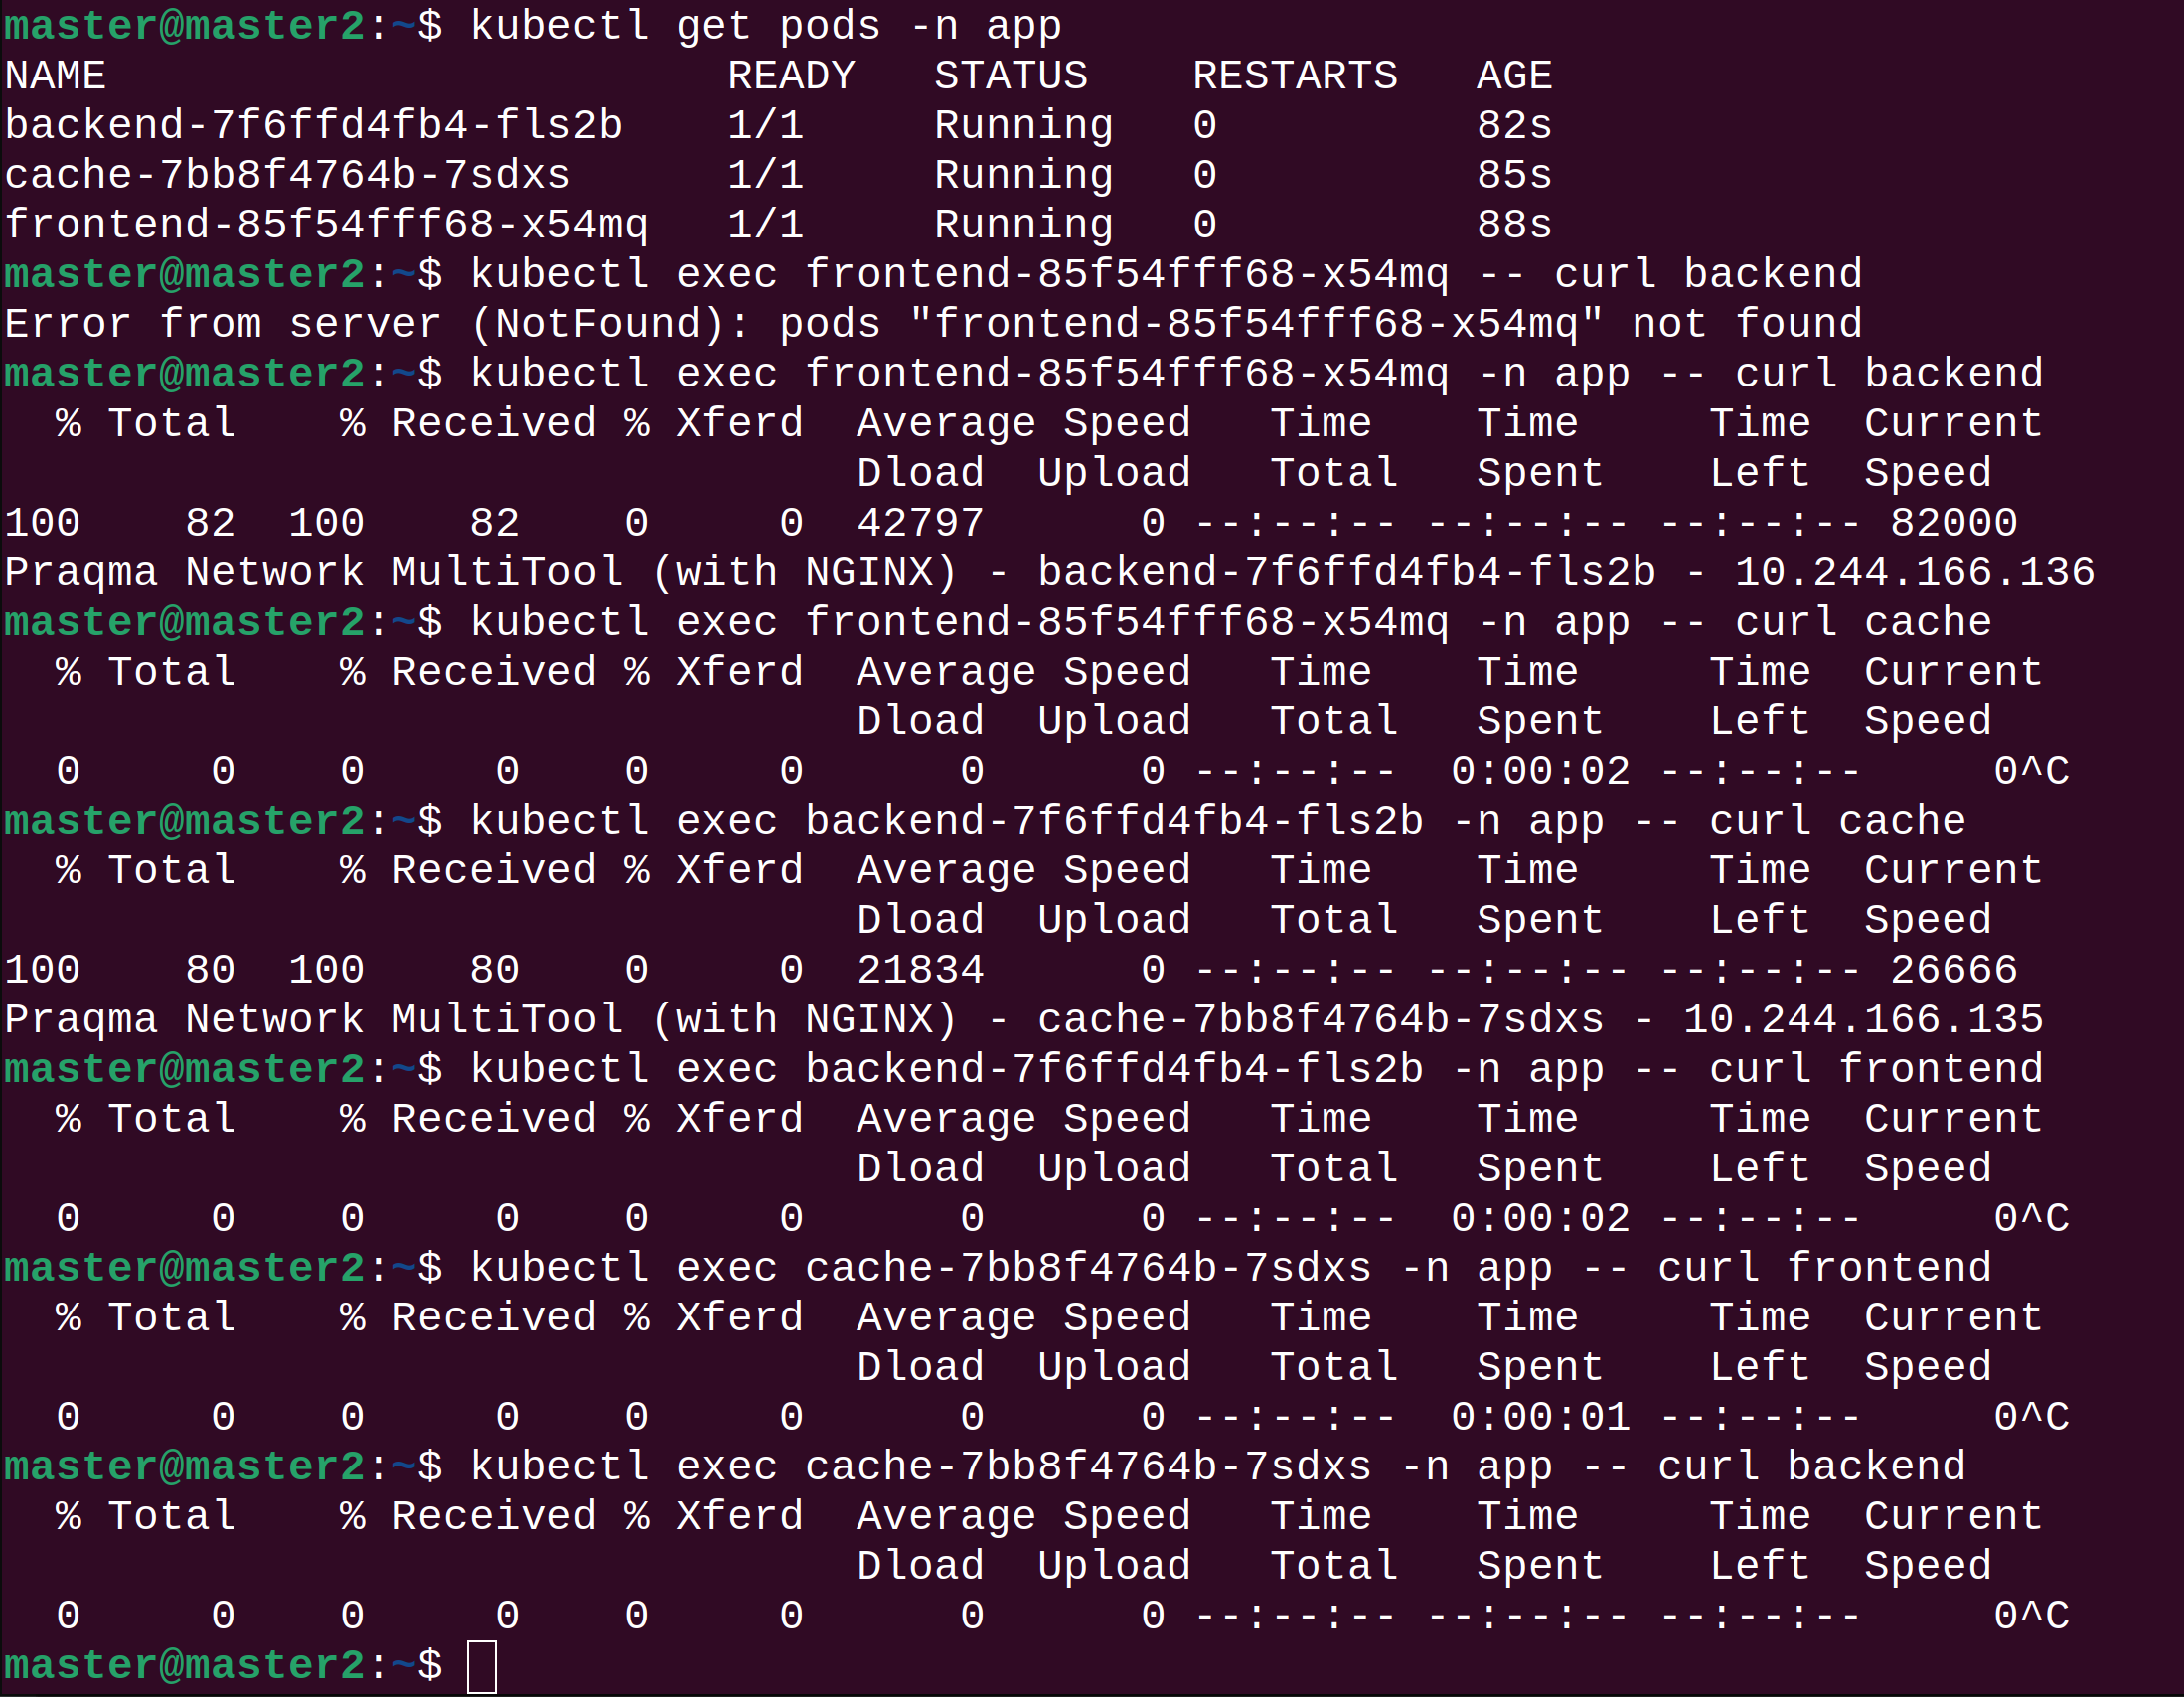 master@master2:~$ kubectl get pods -n app
NAME                        READY   STATUS    RESTARTS   AGE
backend-7f6ffd4fb4-fls2b    1/1     Running   0          82s
cache-7bb8f4764b-7sdxs      1/1     Running   0          85s
frontend-85f54fff68-x54mq   1/1     Running   0          88s
master@master2:~$ kubectl exec frontend-85f54fff68-x54mq -- curl backend
Error from server (NotFound): pods "frontend-85f54fff68-x54mq" not found
master@master2:~$ kubectl exec frontend-85f54fff68-x54mq -n app -- curl backend
  % Total    % Received % Xferd  Average Speed   Time    Time     Time  Current
                                 Dload  Upload   Total   Spent    Left  Speed
100    82  100    82    0     0  42797      0 --:--:-- --:--:-- --:--:-- 82000
Praqma Network MultiTool (with NGINX) - backend-7f6ffd4fb4-fls2b - 10.244.166.136
master@master2:~$ kubectl exec frontend-85f54fff68-x54mq -n app -- curl cache
  % Total    % Received % Xferd  Average Speed   Time    Time     Time  Current
                                 Dload  Upload   Total   Spent    Left  Speed
  0     0    0     0    0     0      0      0 --:--:--  0:00:02 --:--:--     0^C
master@master2:~$ kubectl exec backend-7f6ffd4fb4-fls2b -n app -- curl cache
  % Total    % Received % Xferd  Average Speed   Time    Time     Time  Current
                                 Dload  Upload   Total   Spent    Left  Speed
100    80  100    80    0     0  21834      0 --:--:-- --:--:-- --:--:-- 26666
Praqma Network MultiTool (with NGINX) - cache-7bb8f4764b-7sdxs - 10.244.166.135
master@master2:~$ kubectl exec backend-7f6ffd4fb4-fls2b -n app -- curl frontend
  % Total    % Received % Xferd  Average Speed   Time    Time     Time  Current
                                 Dload  Upload   Total   Spent    Left  Speed
  0     0    0     0    0     0      0      0 --:--:--  0:00:02 --:--:--     0^C
master@master2:~$ kubectl exec cache-7bb8f4764b-7sdxs -n app -- curl frontend
  % Total    % Received % Xferd  Average Speed   Time    Time     Time  Current
                                 Dload  Upload   Total   Spent    Left  Speed
  0     0    0     0    0     0      0      0 --:--:--  0:00:01 --:--:--     0^C
master@master2:~$ kubectl exec cache-7bb8f4764b-7sdxs -n app -- curl backend
  % Total    % Received % Xferd  Average Speed   Time    Time     Time  Current
                                 Dload  Upload   Total   Spent    Left  Speed
  0     0    0     0    0     0      0      0 --:--:-- --:--:-- --:--:--     0^C
master@master2:~$